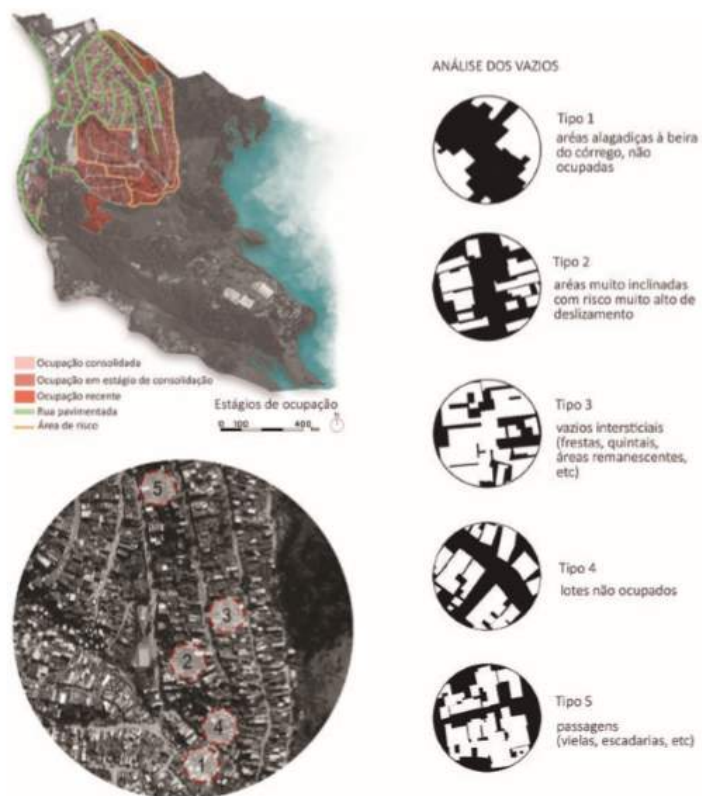 Ocupação consolidada
Ocupação em estágio de consolidação
Ocupação recente
Rua pavimentada
Área de risco
Estágios de ocupação
0 100 400
5
3
2
4
1
ANÁLISE DOS VAZIOS
Tipo 1
aréas alagadiças à beira
do córrego, não
ocupadas
Tipo 2
aréas muito inclinadas
com risco muito alto de
deslizamento
Tipo 3
vazios intersticiais
(frestas, quintais,
áreas remanescentes,
etc)
Tipo 4
lotes não ocupados
Tipo 5
passagens
(vielas, escadarias, etc)